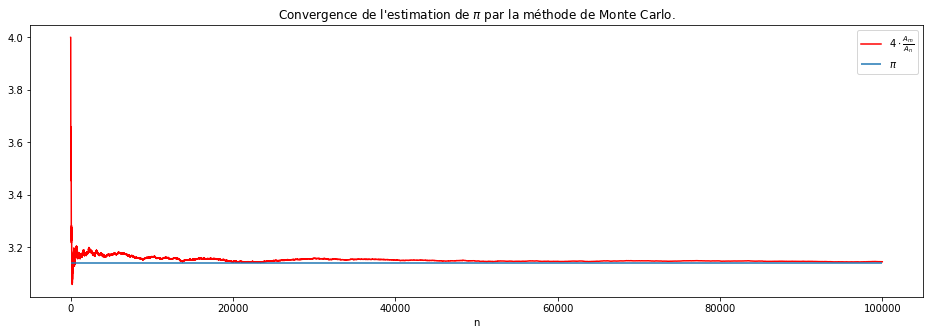 Convergence de l'estimation de π par la méthode de Monte Carlo.
4.0
3.8
3.6
3.4
3.2
4 · A_m/A_n
π
0
20000
40000
60000
80000
100000
n